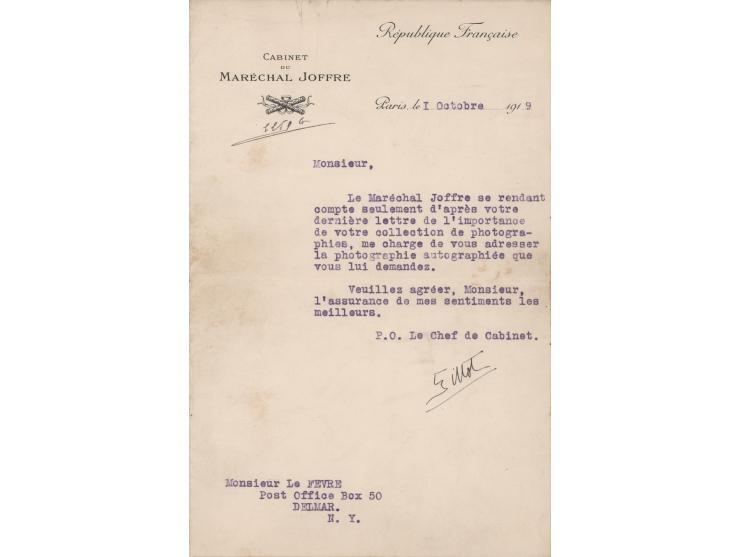 République Française
CABINET
DU
MARÉCHAL JOFFRE
Paris, le I Octobre 1919
Monsieur,
Le Maréchal Joffre se rendant
compte seulement d'après votre
dernière lettre de l'importance
de votre collection de photogra-
phies, me charge de vous adresser
la photographie autographiée que
vous lui demandez.
Veuillez agréer, Monsieur,
l'assurance de mes sentiments les
meilleurs.
P.O. Le Chef de Cabinet.
Monsieur Le FEVRE
Post Office Box 50
DELMAR.
N. Y.